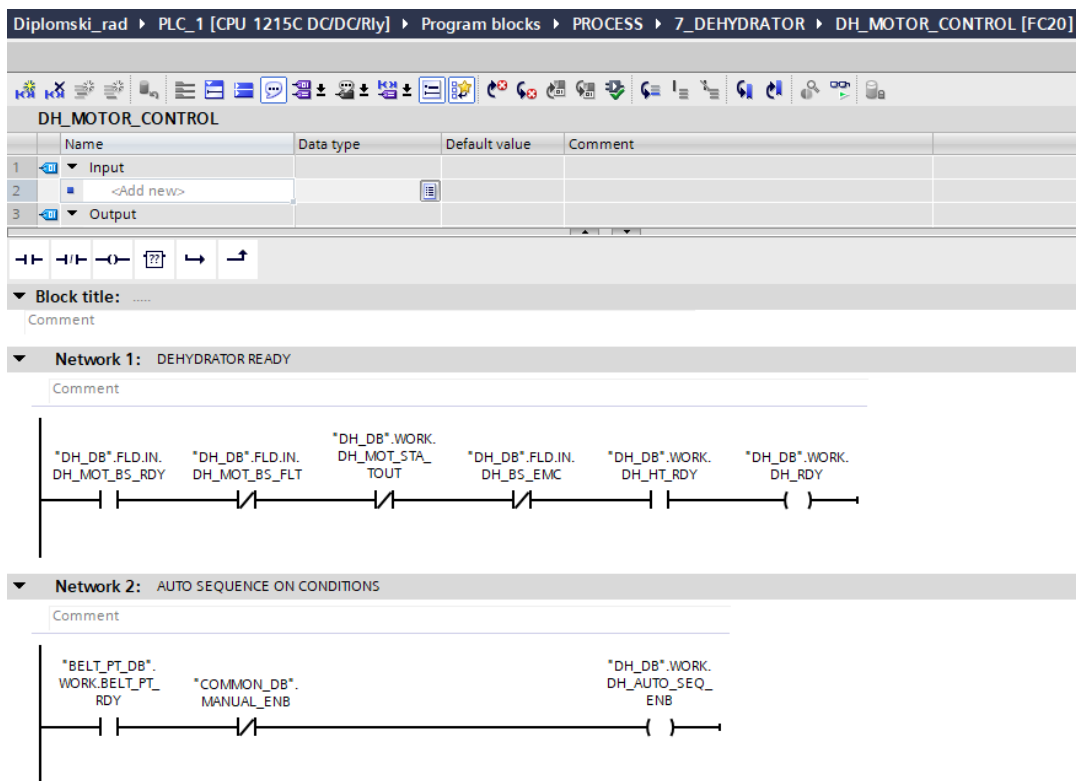 Diplomski_rad ▸ PLC_1 [CPU 1215C DC/DC/Rly] ▸ Program blocks ▸ PROCESS ▸ 7_DEHYDRATOR ▸ DH_MOTOR_CONTROL [FC20]
DH_MOTOR_CONTROL
Name Data type Default value Comment
1 Input
2 <Add new>
3 Output
??
Block title: .....
Comment
Network 1: DEHYDRATOR READY
Comment
"DH_DB".FLD.IN.
DH_MOT_BS_RDY
"DH_DB".FLD.IN.
DH_MOT_BS_FLT
"DH_DB".WORK.
DH_MOT_STA_
TOUT
"DH_DB".FLD.IN.
DH_BS_EMC
"DH_DB".WORK.
DH_HT_RDY
"DH_DB".WORK.
DH_RDY
Network 2: AUTO SEQUENCE ON CONDITIONS
Comment
"BELT_PT_DB".
WORK.BELT_PT_
RDY
"COMMON_DB".
MANUAL_ENB
"DH_DB".WORK.
DH_AUTO_SEQ_
ENB